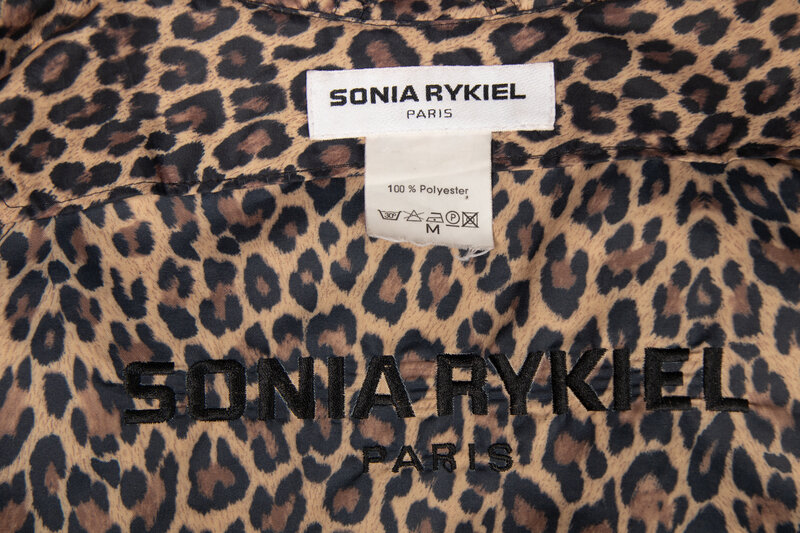 SONIA RYKIEL
PARIS
100 % Polyester
M
SONIA RYKIEL
PARIS